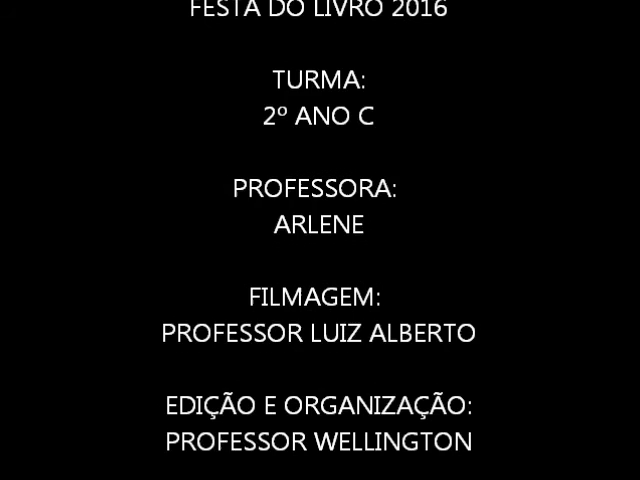 FESTA DO LIVRO 2016
TURMA:
2º ANO C
PROFESSORA:
ARLENE
FILMAGEM:
PROFESSOR LUIZ ALBERTO
EDIÇÃO E ORGANIZAÇÃO:
PROFESSOR WELLINGTON